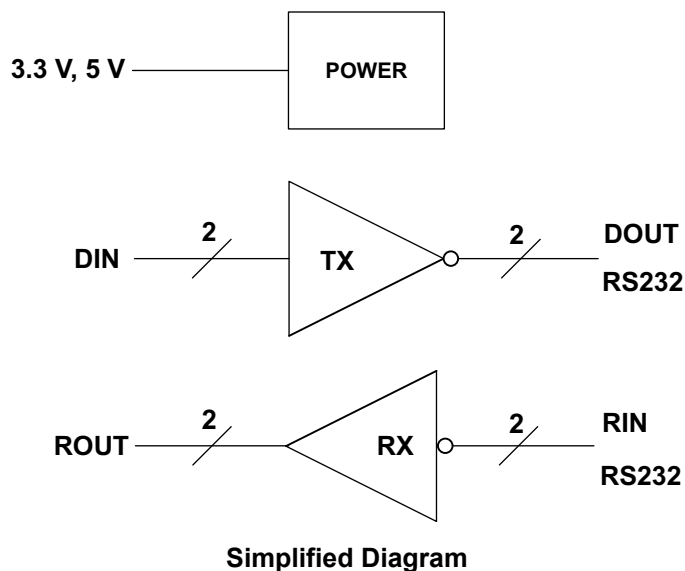 3.3 V, 5 V
POWER
DIN
2
TX
2
DOUT
RS232
ROUT
2
RX
2
RIN
RS232
Simplified Diagram